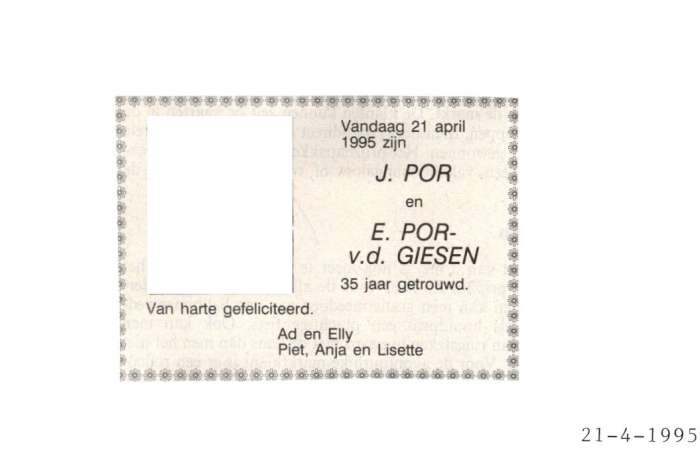 Vandaag 21 april
1995 zijn
J. POR
en
E. POR-
v.d. GIESEN
35 jaar getrouwd.
Van harte gefeliciteerd.
Ad en Elly
Piet, Anja en Lisette
21-4-1995